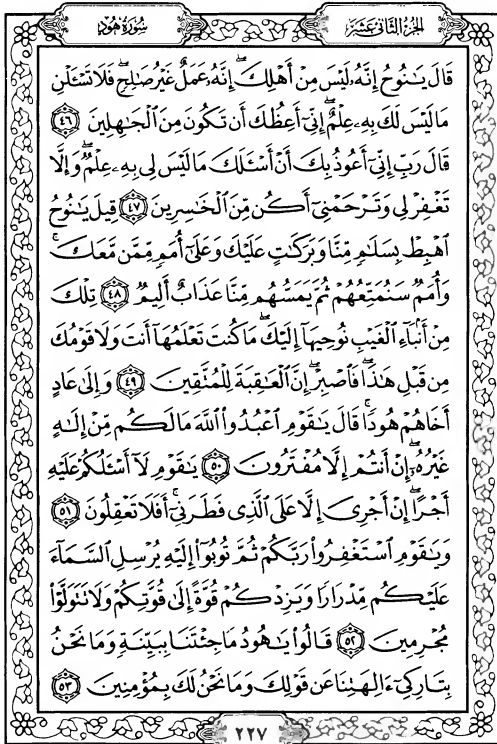 الجزء الثاني عشر
سورة هود
قَالَ يَٰنُوحُ إِنَّهُۥ لَيْسَ مِنْ أَهْلِكَۖ إِنَّهُۥ عَمَلٌ غَيْرُ صَٰلِحٖۖ فَلَا تَسْـَٔلْنِ
مَا لَيْسَ لَكَ بِهِۦ عِلْمٌۖ إِنِّيٓ أَعِظُكَ أَن تَكُونَ مِنَ ٱلْجَٰهِلِينَ ٤٦
قَالَ رَبِّ إِنِّيٓ أَعُوذُ بِكَ أَنْ أَسْـَٔلَكَ مَا لَيْسَ لِي بِهِۦ عِلْمٌۖ وَإِلَّا
تَغْفِرْ لِي وَتَرْحَمْنِيٓ أَكُن مِّنَ ٱلْخَٰسِرِينَ ٤٧ قِيلَ يَٰنُوحُ
ٱهْبِطْ بِسَلَٰمٍ مِّنَّا وَبَرَكَٰتٍ عَلَيْكَ وَعَلَىٰٓ أُمَمٍ مِّمَّن مَّعَكَۚ
وَأُمَمٌ سَنُمَتِّعُهُمْ ثُمَّ يَمَسُّهُم مِّنَّا عَذَابٌ أَلِيمٌ ٤٨ تِلْكَ
مِنْ أَنۢبَآءِ ٱلْغَيْبِ نُوحِيهَآ إِلَيْكَۖ مَا كُنتَ تَعْلَمُهَآ أَنتَ وَلَا قَوْمُكَ
مِن قَبْلِ هَٰذَاۖ فَٱصْبِرْۖ إِنَّ ٱلْعَٰقِبَةَ لِلْمُتَّقِينَ ٤٩ وَإِلَىٰ عَادٍ
أَخَاهُمْ هُودًاۚ قَالَ يَٰقَوْمِ ٱعْبُدُوا۟ ٱللَّهَ مَا لَكُم مِّنْ إِلَٰهٍ
غَيْرُهُۥٓۖ إِنْ أَنتُمْ إِلَّا مُفْتَرُونَ ٥٠ يَٰقَوْمِ لَآ أَسْـَٔلُكُمْ عَلَيْهِ
أَجْرًاۖ إِنْ أَجْرِيَ إِلَّا عَلَى ٱلَّذِي فَطَرَنِيٓۚ أَفَلَا تَعْقِلُونَ ٥١
وَيَٰقَوْمِ ٱسْتَغْفِرُوا۟ رَبَّكُمْ ثُمَّ تُوبُوٓا۟ إِلَيْهِ يُرْسِلِ ٱلسَّمَآءَ
عَلَيْكُم مِّدْرَارًا وَيَزِدْكُمْ قُوَّةً إِلَىٰ قُوَّتِكُمْ وَلَا تَتَوَلَّوْا۟
مُجْرِمِينَ ٥٢ قَالُوا۟ يَٰهُودُ مَا جِئْتَنَا بِبَيِّنَةٍ وَمَا نَحْنُ
بِتَارِكِيٓ ءَالِهَتِنَا عَن قَوْلِكَ وَمَا نَحْنُ لَكَ بِمُؤْمِنِينَ ٥٣
٢٢٧